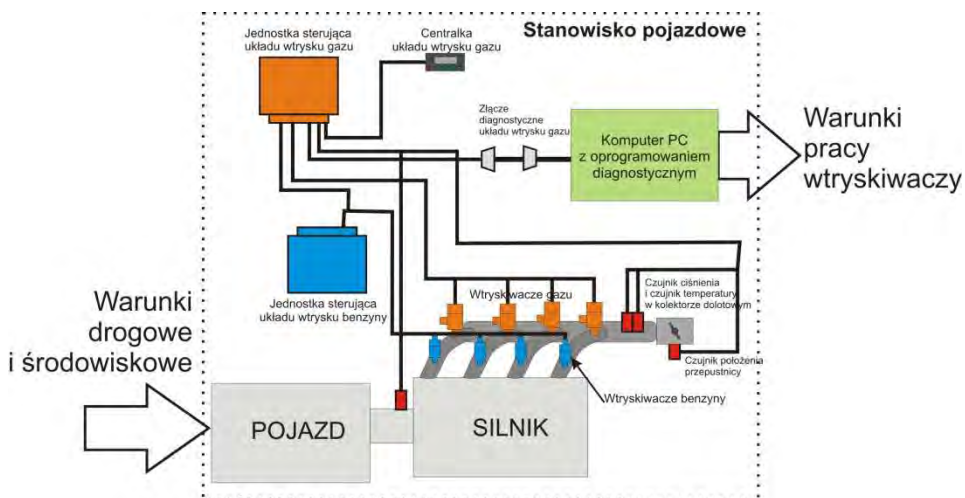 Stanowisko pojazdowe
Jednostka sterująca
układu wtrysku gazu
Centralka
układu wtrysku gazu
Złącze
diagnostyczne
układu wtrysku gazu
Komputer PC
z oprogramowaniem
diagnostycznym
Warunki
pracy
wtryskiwaczy
Jednostka sterująca
układu wtrysku benzyny
Wtryskiwacze gazu
Czujnik ciśnienia
i czujnik temperatury
w kolektorze dolotowym
Warunki
drogowe
i środowiskowe
Czujnik położenia
przepustnicy
Wtryskiwacze benzyny
POJAZD
SILNIK